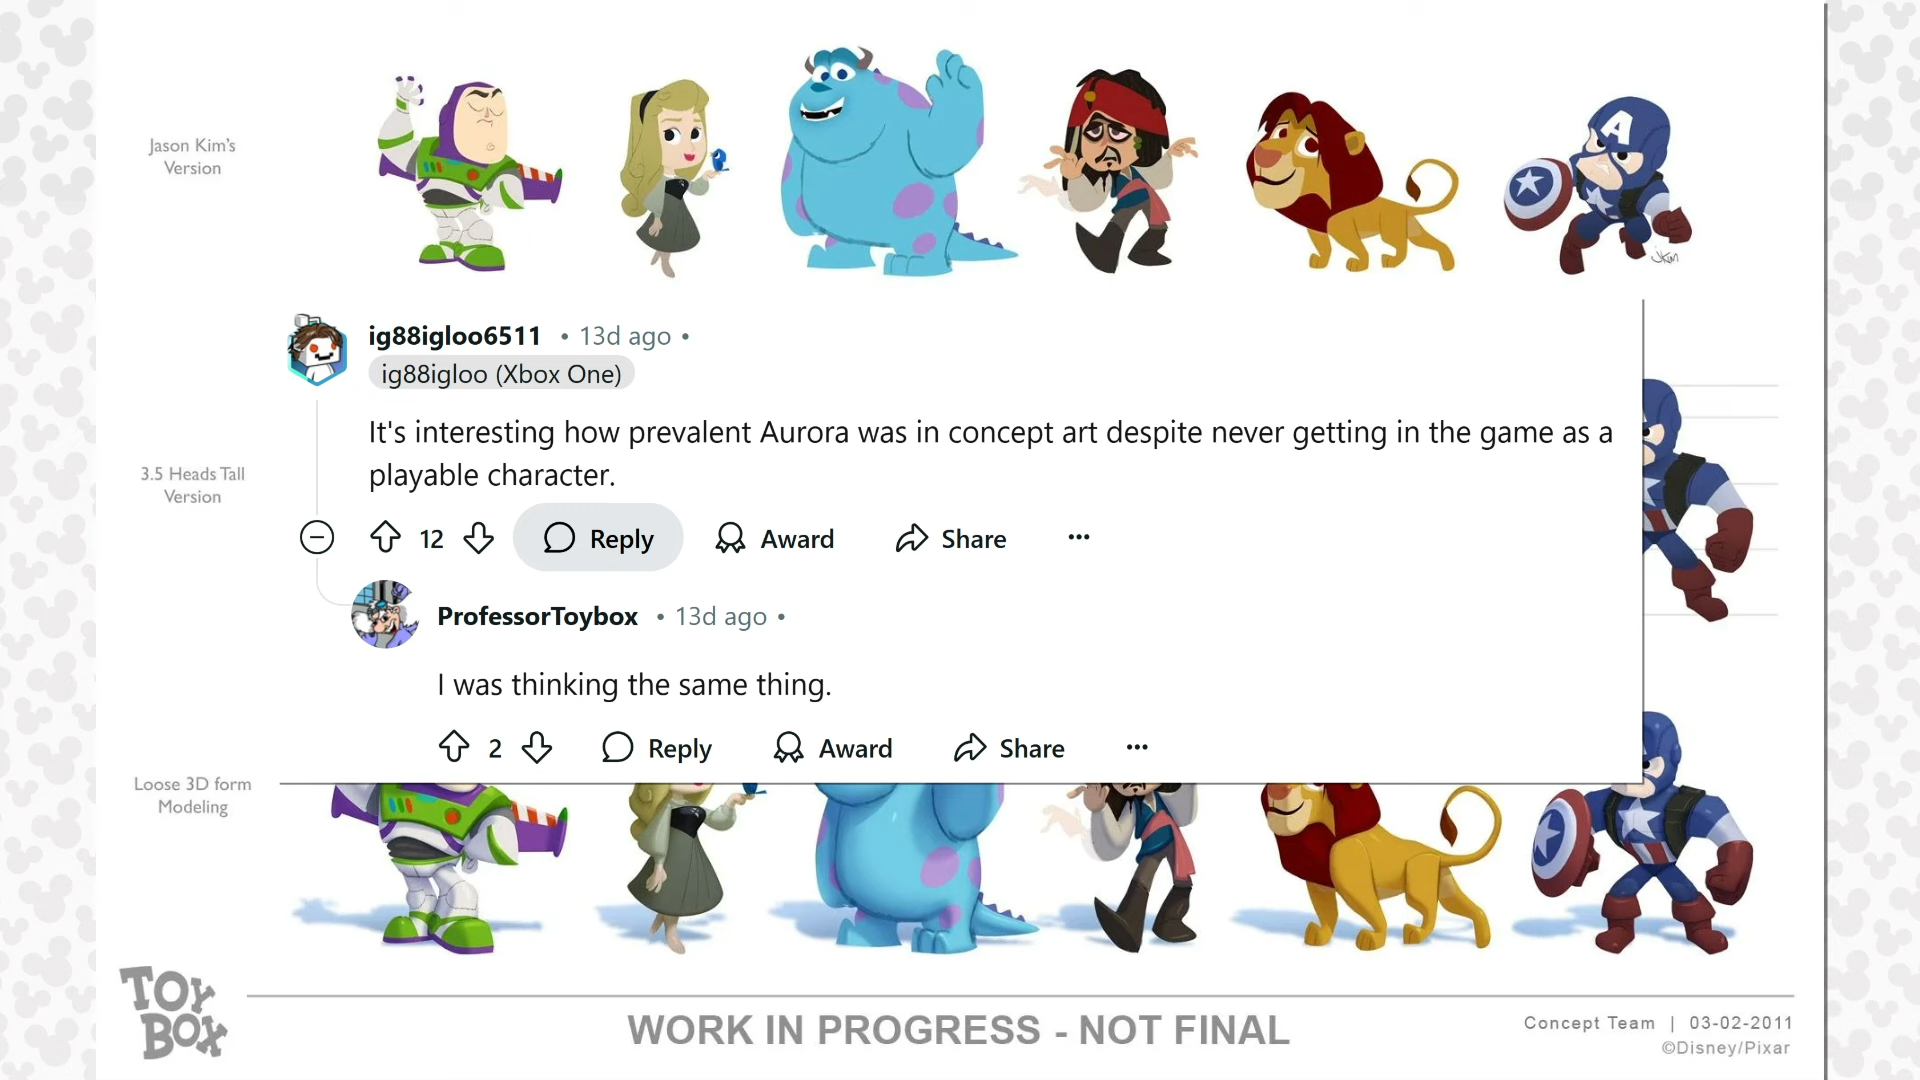 Jason Kim's
Version
A
jKim
ig88igloo6511 • 13d ago •
ig88igloo (Xbox One)
It's interesting how prevalent Aurora was in concept art despite never getting in the game as a
playable character.
12 Reply Award Share ...
3.5 Heads Tall
Version
ProfessorToybox • 13d ago •
I was thinking the same thing.
2 Reply Award Share ...
Loose 3D form
Modeling
TOY
BOX
WORK IN PROGRESS - NOT FINAL
Concept Team | 03-02-2011
©Disney/Pixar